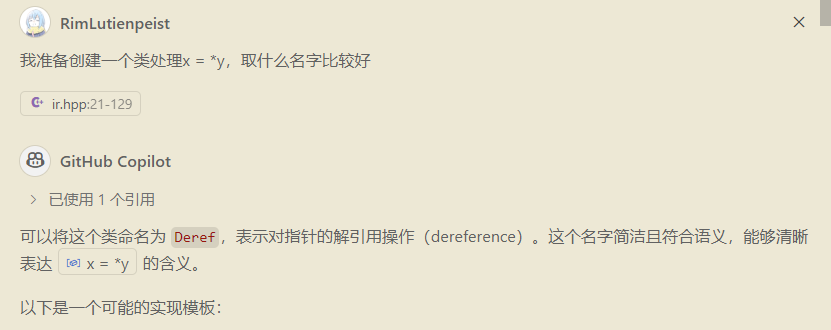 RimLutienpeist
我准备创建一个类处理x = *y，取什么名字比较好
ir.hpp:21-129
GitHub Copilot
已使用 1 个引用
可以将这个类命名为 Deref，表示对指针的解引用操作（dereference）。这个名字简洁且符合语义，能够清晰
表达 x = *y 的含义。
以下是一个可能的实现模板：